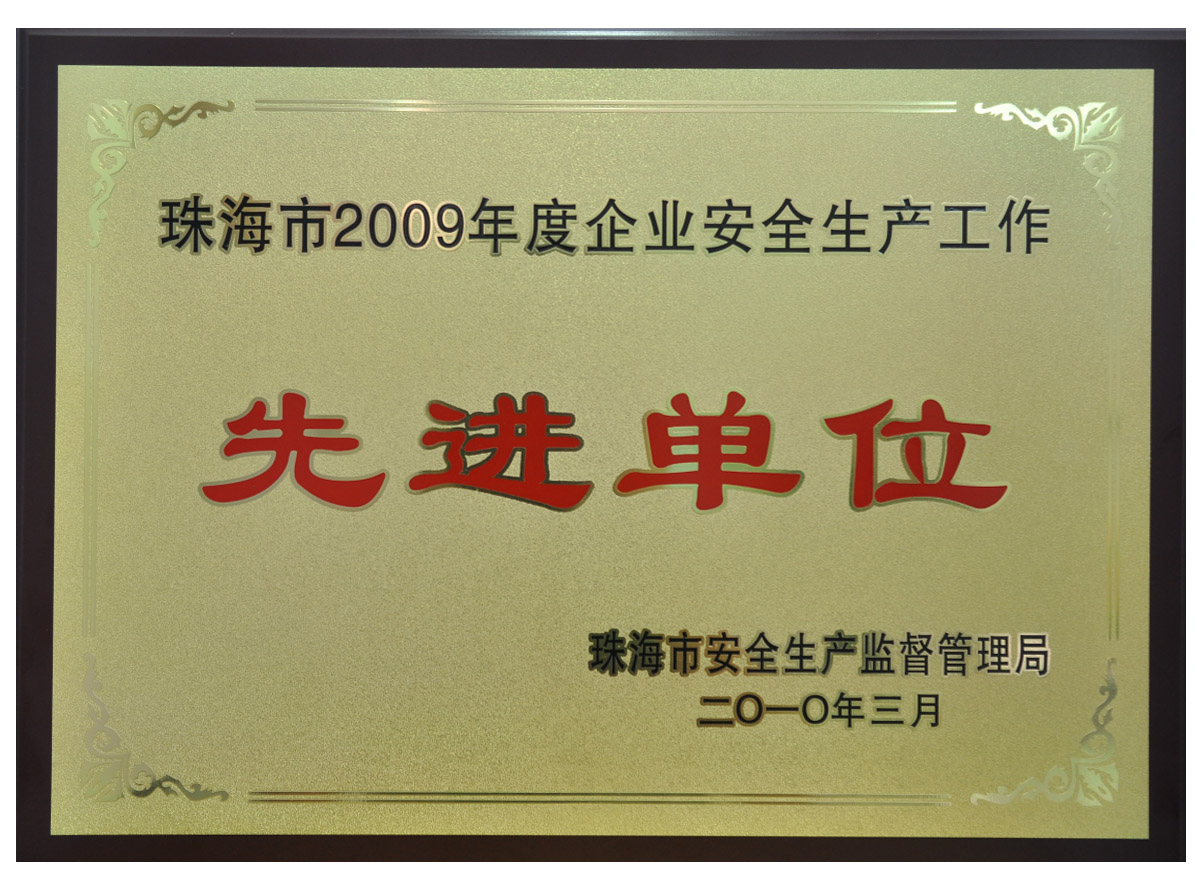 珠海市2009年度企业安全生产工作
先进单位
珠海市安全生产监督管理局
二〇一〇年三月